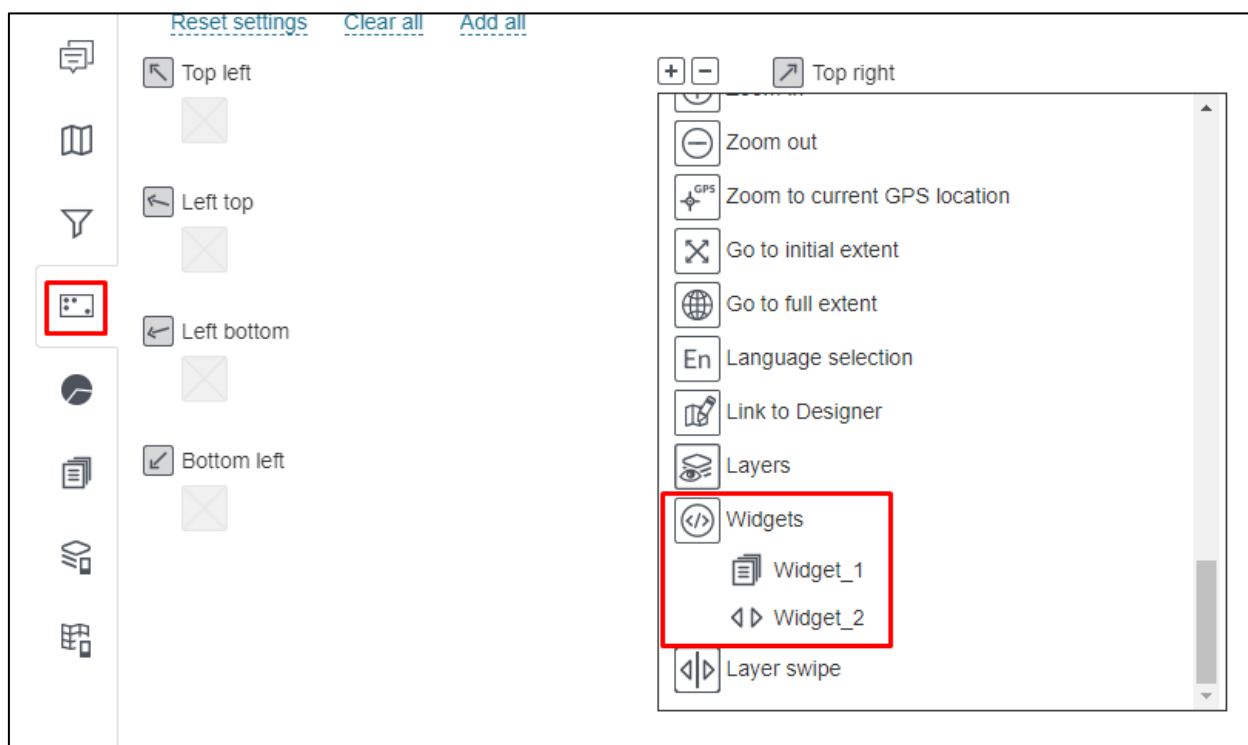 Reset settings Clear all Add all
Top left
Left top
Left bottom
Bottom left
Top right
Zoom out
GPS
Zoom to current GPS location
Go to initial extent
Go to full extent
En Language selection
Link to Designer
Layers
Widgets
Widget_1
Widget_2
Layer swipe